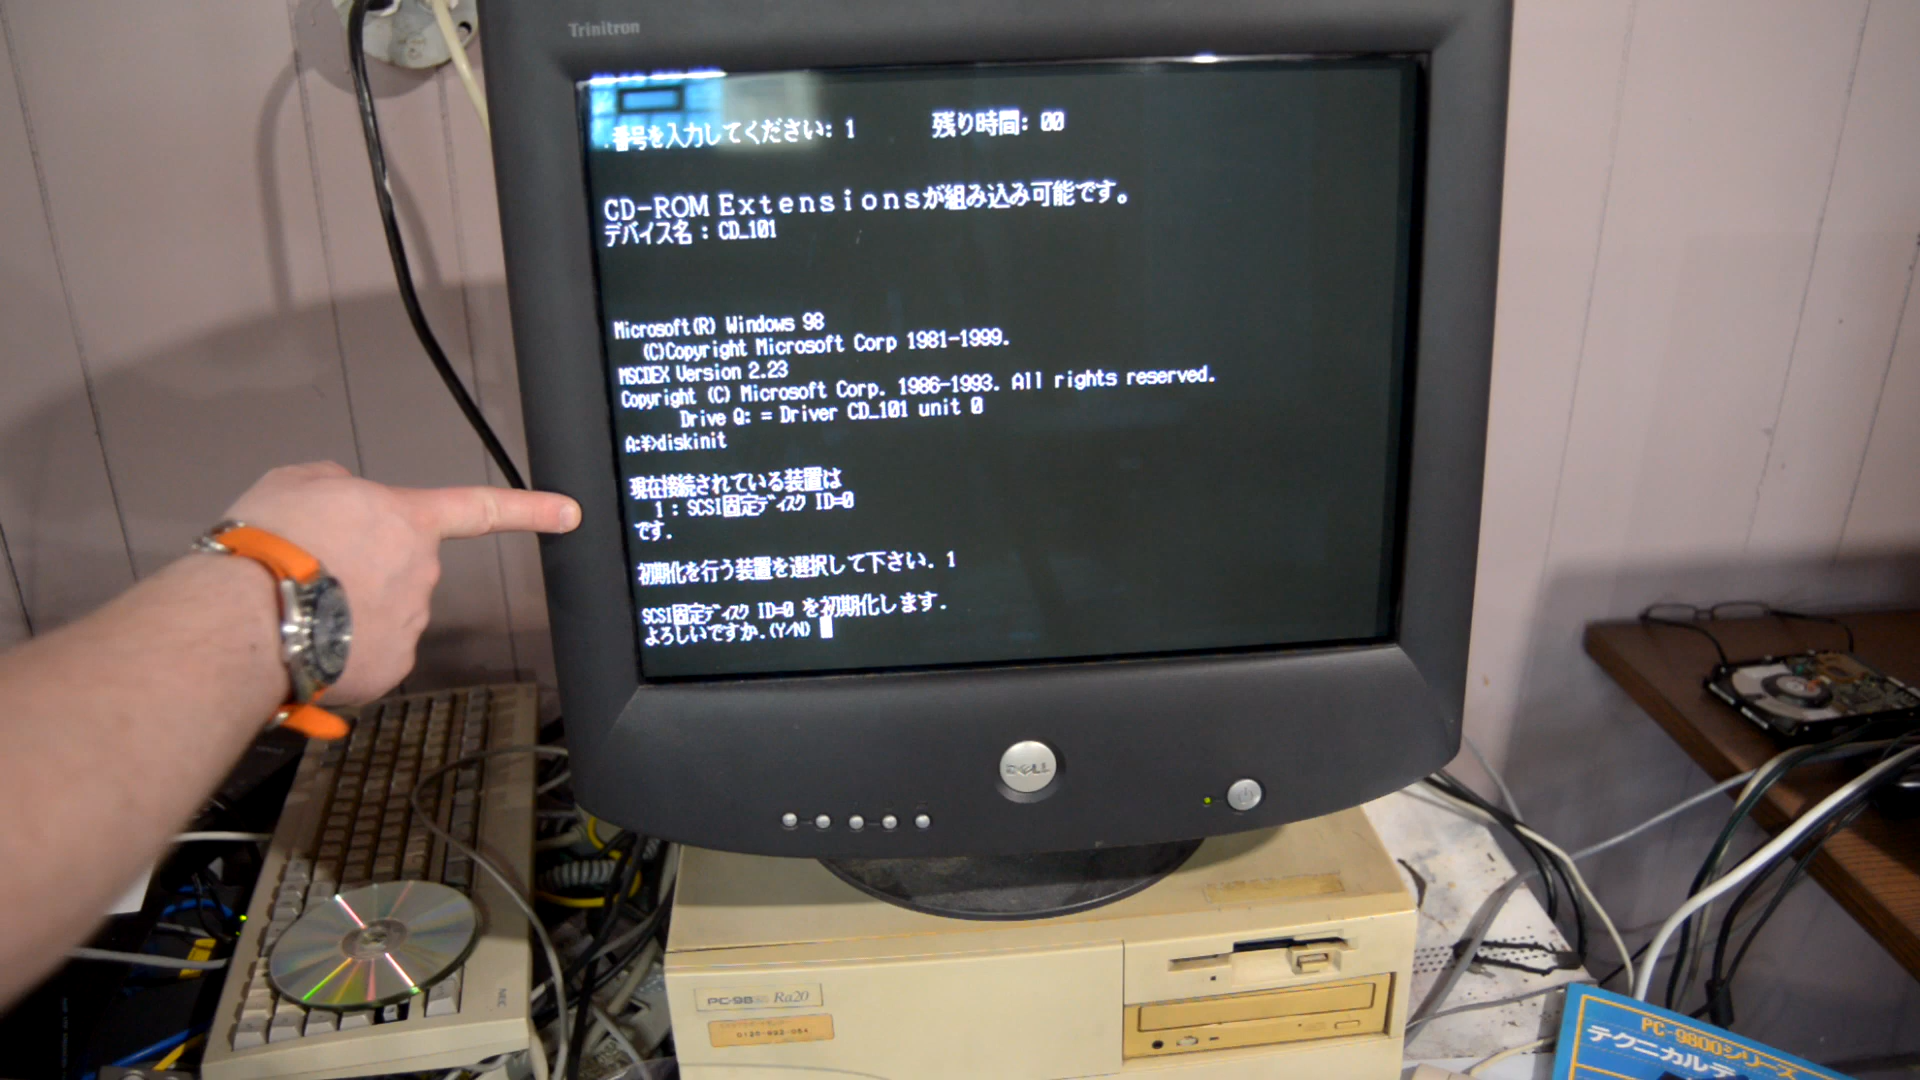 Trinitron
番号を入力してください: 1 残り時間: 00
CD-ROM Extensionsが組み込み可能です。
デバイス名 : CD_101
Microsoft(R) Windows 98
(C)Copyright Microsoft Corp 1981-1999.
MSCDEX Version 2.23
Copyright (C) Microsoft Corp. 1986-1993. All rights reserved.
Drive Q: = Driver CD_101 unit 0
A:¥>diskinit
現在接続されている装置は
1 : SCSI固定ﾃﾞｨｽｸ ID=0
です.
初期化を行う装置を選択して下さい. 1
SCSI固定ﾃﾞｨｽｸ ID=0 を初期化します.
よろしいですか.(Y/N)
DELL
NEC
PC-98 Ra20
PC-9800シリーズ
テクニカルデ